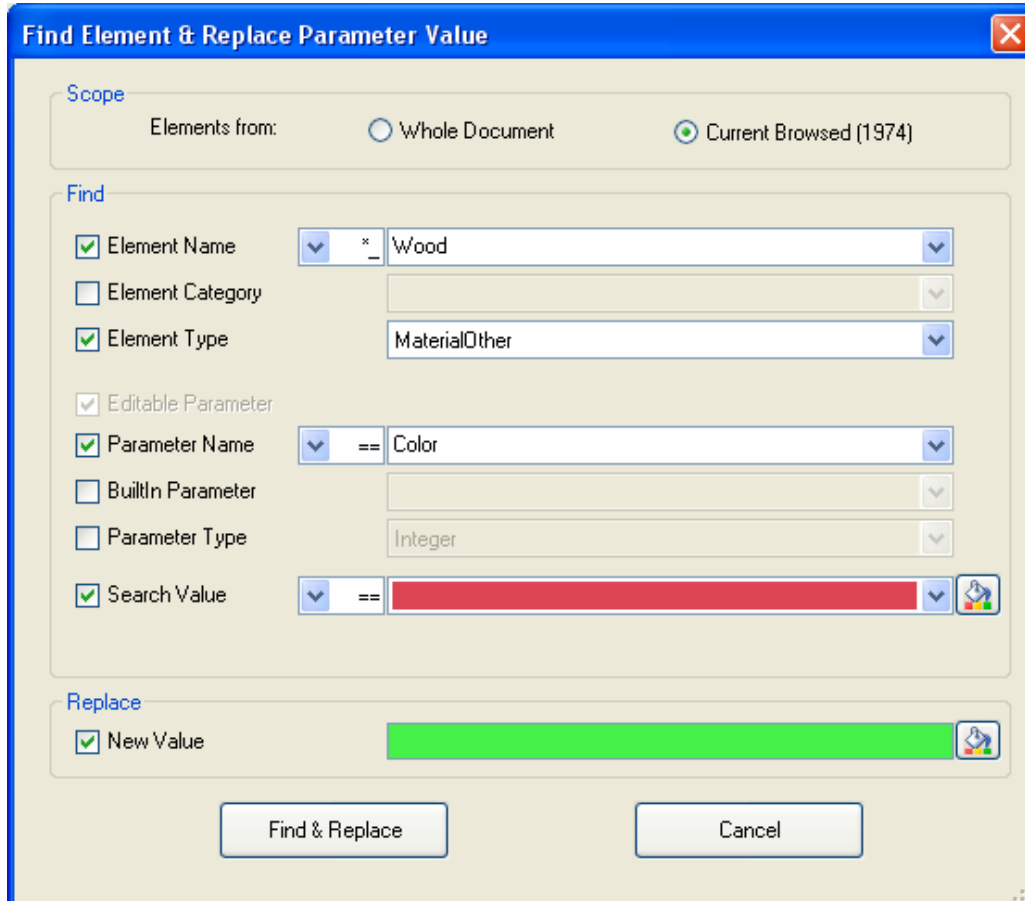 Find Element & Replace Parameter Value
Scope
Elements from: Whole Document Current Browsed (1974)
Find
Element Name *_ Wood
Element Category
Element Type MaterialOther
Editable Parameter
Parameter Name == Color
BuiltIn Parameter
Parameter Type Integer
Search Value ==
Replace
New Value
Find & Replace Cancel